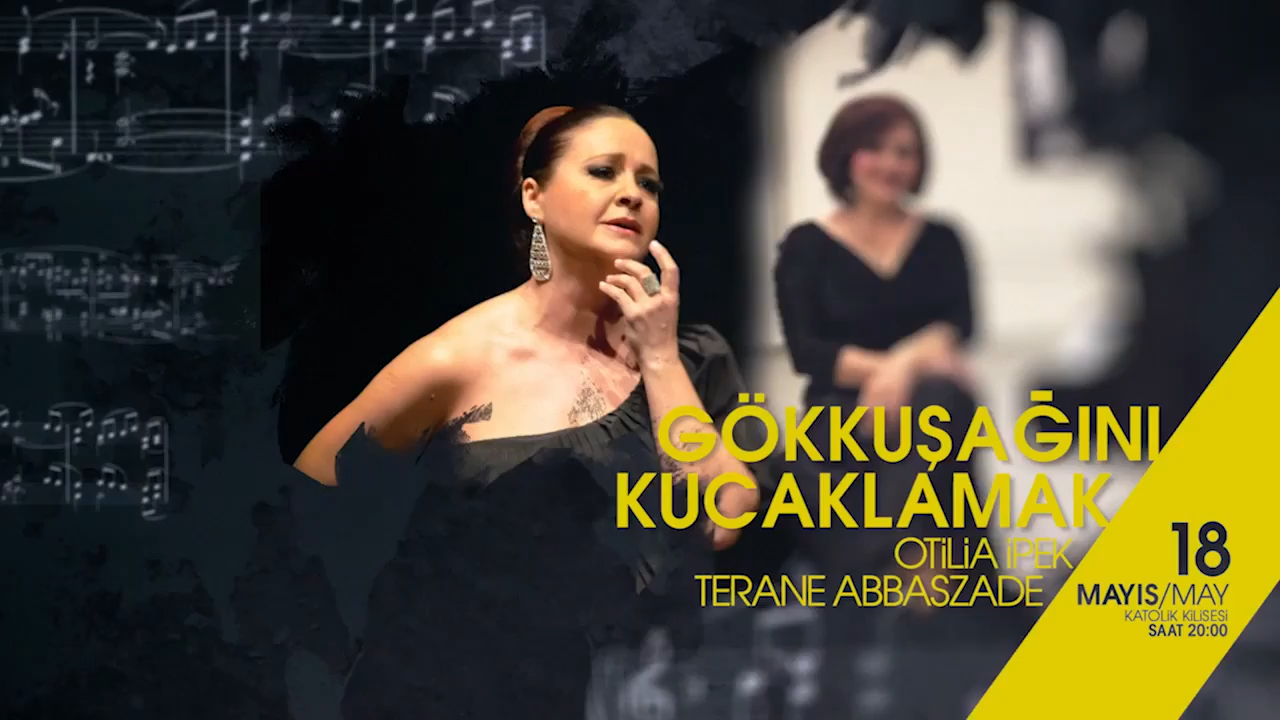 GÖKKUŞAĞINI
KUCAKLAMAK
OTİLİA İPEK
TERANE ABBASZADE
18
MAYIS/MAY
KATOLİK KİLİSESİ
SAAT 20:00